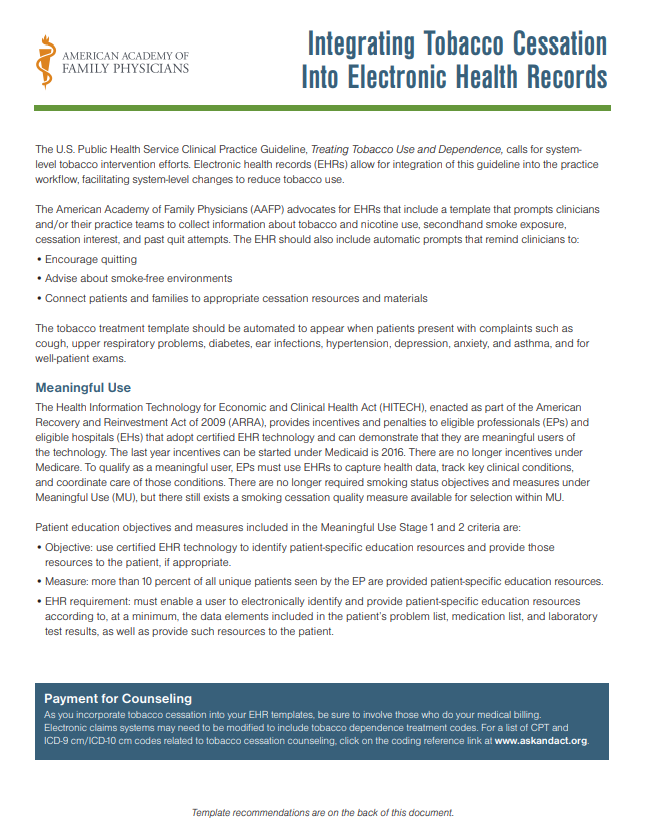 AMERICAN ACADEMY OF
FAMILY PHYSICIANS
Integrating Tobacco Cessation
Into Electronic Health Records
The U.S. Public Health Service Clinical Practice Guideline, Treating Tobacco Use and Dependence, calls for system-
level tobacco intervention efforts. Electronic health records (EHRs) allow for integration of this guideline into the practice
workflow, facilitating system-level changes to reduce tobacco use.
The American Academy of Family Physicians (AAFP) advocates for EHRs that include a template that prompts clinicians
and/or their practice teams to collect information about tobacco and nicotine use, secondhand smoke exposure,
cessation interest, and past quit attempts. The EHR should also include automatic prompts that remind clinicians to:
• Encourage quitting
• Advise about smoke-free environments
• Connect patients and families to appropriate cessation resources and materials
The tobacco treatment template should be automated to appear when patients present with complaints such as
cough, upper respiratory problems, diabetes, ear infections, hypertension, depression, anxiety, and asthma, and for
well-patient exams.
Meaningful Use
The Health Information Technology for Economic and Clinical Health Act (HITECH), enacted as part of the American
Recovery and Reinvestment Act of 2009 (ARRA), provides incentives and penalties to eligible professionals (EPs) and
eligible hospitals (EHs) that adopt certified EHR technology and can demonstrate that they are meaningful users of
the technology. The last year incentives can be started under Medicaid is 2016. There are no longer incentives under
Medicare. To qualify as a meaningful user, EPs must use EHRs to capture health data, track key clinical conditions,
and coordinate care of those conditions. There are no longer required smoking status objectives and measures under
Meaningful Use (MU), but there still exists a smoking cessation quality measure available for selection within MU.
Patient education objectives and measures included in the Meaningful Use Stage 1 and 2 criteria are:
• Objective: use certified EHR technology to identify patient-specific education resources and provide those
resources to the patient, if appropriate.
• Measure: more than 10 percent of all unique patients seen by the EP are provided patient-specific education resources.
• EHR requirement: must enable a user to electronically identify and provide patient-specific education resources
according to, at a minimum, the data elements included in the patient's problem list, medication list, and laboratory
test results, as well as provide such resources to the patient.
Payment for Counseling
As you incorporate tobacco cessation into your EHR templates, be sure to involve those who do your medical billing.
Electronic claims systems may need to be modified to include tobacco dependence treatment codes. For a list of CPT and
ICD-9 cm/ICD-10 cm codes related to tobacco cessation counseling, click on the coding reference link at www.askandact.org.
Template recommendations are on the back of this document.